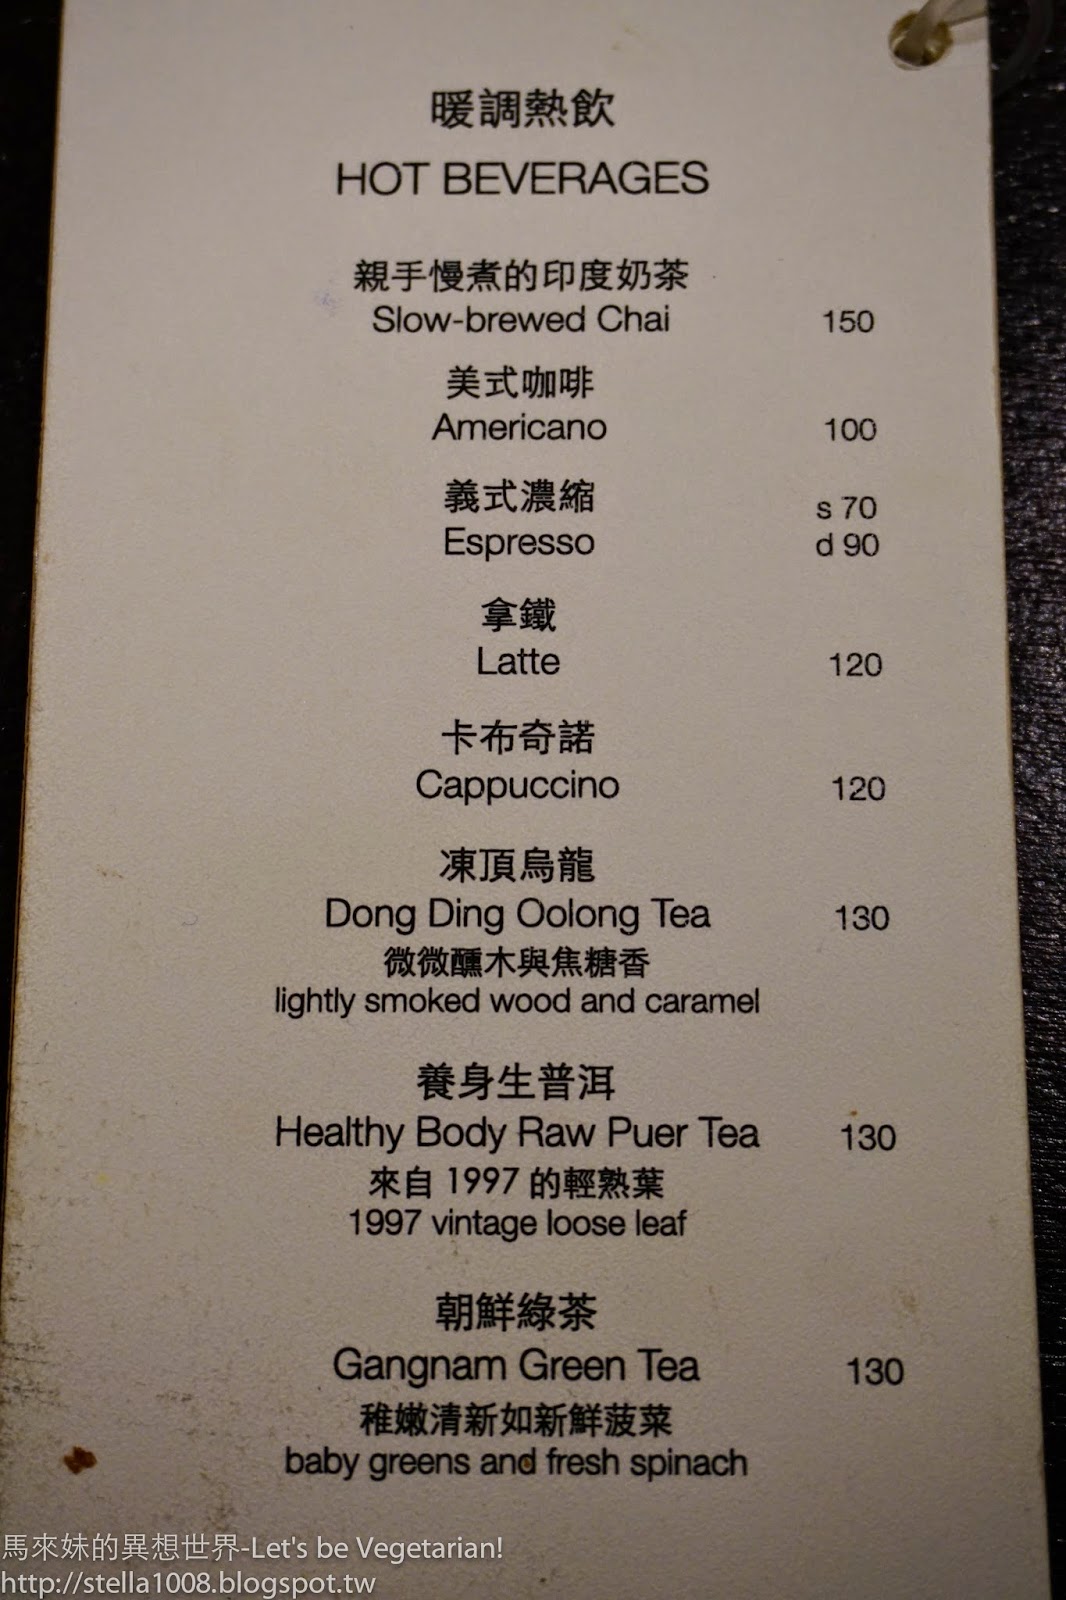 暖調熱飲
HOT BEVERAGES
親手慢煮的印度奶茶
Slow-brewed Chai 150
美式咖啡
Americano 100
義式濃縮 s 70
Espresso d 90
拿鐵
Latte 120
卡布奇諾
Cappuccino 120
凍頂烏龍
Dong Ding Oolong Tea 130
微微醺木與焦糖香
lightly smoked wood and caramel
養身生普洱
Healthy Body Raw Puer Tea 130
來自 1997 的輕熟葉
1997 vintage loose leaf
朝鮮綠茶
Gangnam Green Tea 130
稚嫩清新如新鮮菠菜
baby greens and fresh spinach
馬來妹的異想世界-Let's be Vegetarian!
http://stella1008.blogspot.tw